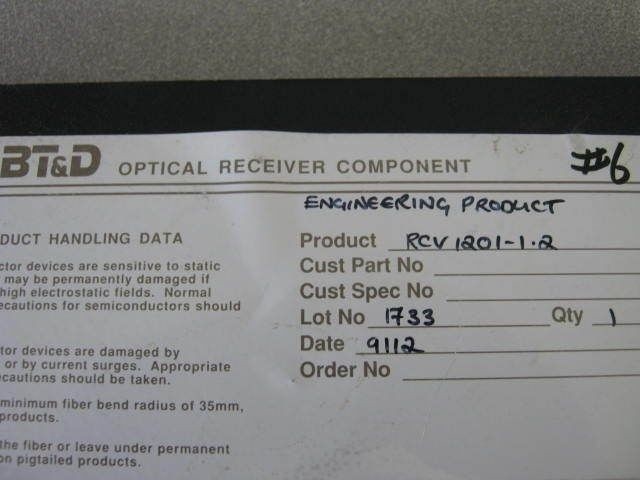 BT&D OPTICAL RECEIVER COMPONENT #6
ENGINEERING PRODUCT
DUCT HANDLING DATA
Product RCV1201-1.2
ctor devices are sensitive to static
Cust Part No
may be permanently damaged if
high electrostatic fields. Normal
Cust Spec No
ecautions for semiconductors should
Lot No 1733 Qty 1
Date 9112
tor devices are damaged by
or by current surges. Appropriate
Order No
ecautions should be taken.
minimum fiber bend radius of 35mm,
products.
the fiber or leave under permanent
on pigtailed products.